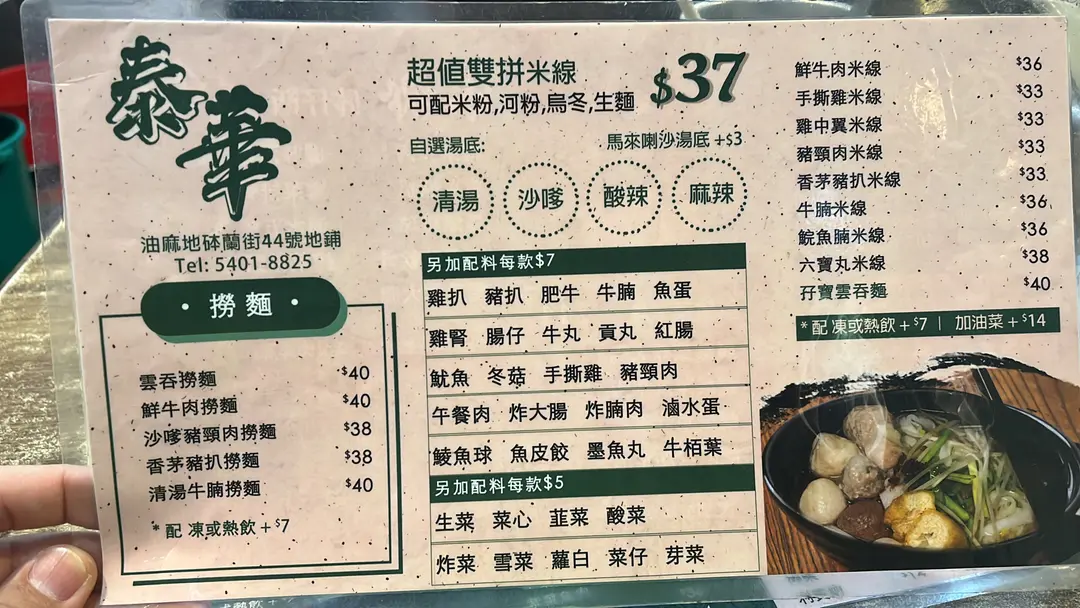 泰華
油麻地砵蘭街44號地鋪
Tel: 5401-8825
· 撈麵 ·
雲吞撈麵 $40
鮮牛肉撈麵 $40
沙嗲豬頸肉撈麵 $38
香茅豬扒撈麵 $38
清湯牛腩撈麵 $40
* 配 凍或熱飲 + $7
超值雙拼米線 $37
可配米粉,河粉,烏冬,生麵
自選湯底: 馬來喇沙湯底 +$3
清湯 沙嗲 酸辣 麻辣
另加配料每款$7
雞扒 豬扒 肥牛 牛腩 魚蛋
雞腎 腸仔 牛丸 貢丸 紅腸
魷魚 冬菇 手撕雞 豬頸肉
午餐肉 炸大腸 炸腩肉 滷水蛋
鯪魚球 魚皮餃 墨魚丸 牛栢葉
另加配料每款$5
生菜 菜心 韮菜 酸菜
炸菜 雪菜 蘿白 菜仔 芽菜
鮮牛肉米線 $36
手撕雞米線 $33
雞中翼米線 $33
豬頸肉米線 $33
香茅豬扒米線 $33
牛腩米線 $36
鯇魚腩米線 $36
六寶丸米線 $38
孖寶雲吞麵 $40
* 配 凍或熱飲 + $7 | 加油菜 + $14